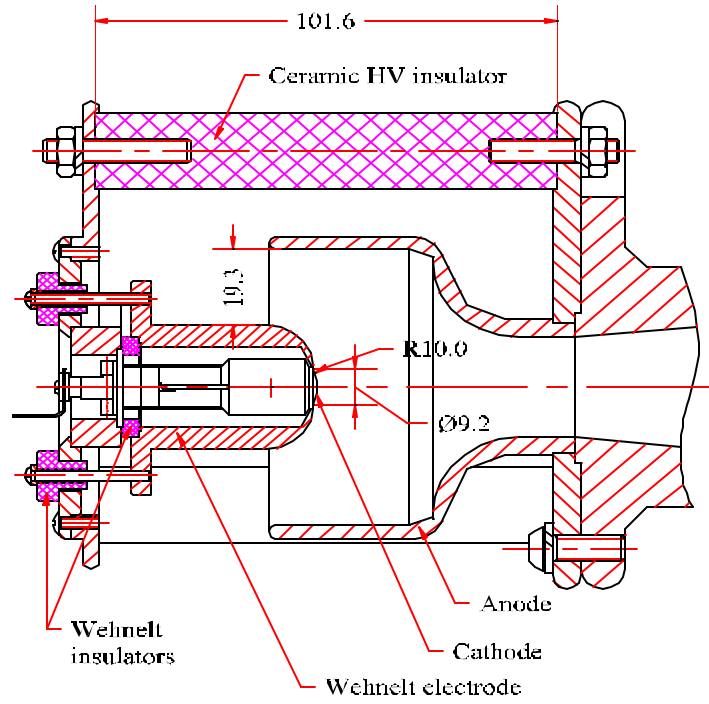 101.6
Ceramic HV insulator
19.3
R10.0
Ø9.2
Anode
Cathode
Wehnelt
insulators
Wehnelt electrode